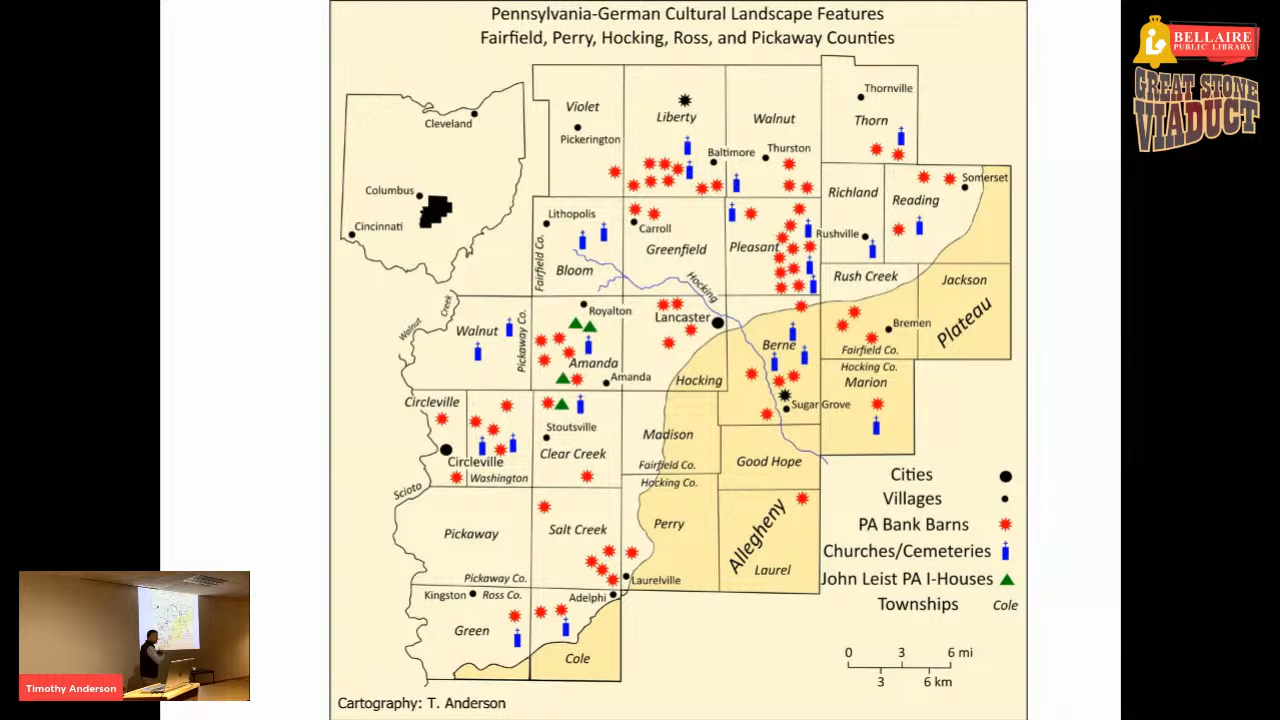 Pennsylvania-German Cultural Landscape Features
Fairfield, Perry, Hocking, Ross, and Pickaway Counties
BELLAIRE
PUBLIC LIBRARY
GREAT STONE
VIADUCT
Cleveland
Columbus
Cincinnati
Violet
Pickerington
Liberty
Baltimore
Walnut
Thurston
Thornville
Thorn
Lithopolis
Fairfield Co.
Bloom
Carroll
Greenfield
Pleasant
Hocking
Richland
Rushville
Reading
Somerset
Rush Creek
Jackson
Plateau
Walnut
Creek
Walnut
Pickaway Co.
Royalton
Amanda
Amanda
Lancaster
Hocking
Berne
Sugar Grove
Bremen
Fairfield Co.
Hocking Co.
Marion
Circleville
Circleville
Washington
Stoutsville
Clear Creek
Madison
Fairfield Co.
Hocking Co.
Good Hope
Scioto
Pickaway
Pickaway Co.
Salt Creek
Perry
Laurelville
Allegheny
Laurel
Kingston
Ross Co.
Adelphi
Green
Cole
Cities
Villages
PA Bank Barns
Churches/Cemeteries
John Leist PA I-Houses
Townships Cole
0 3 6 mi
3 6 km
Cartography: T. Anderson
Timothy Anderson